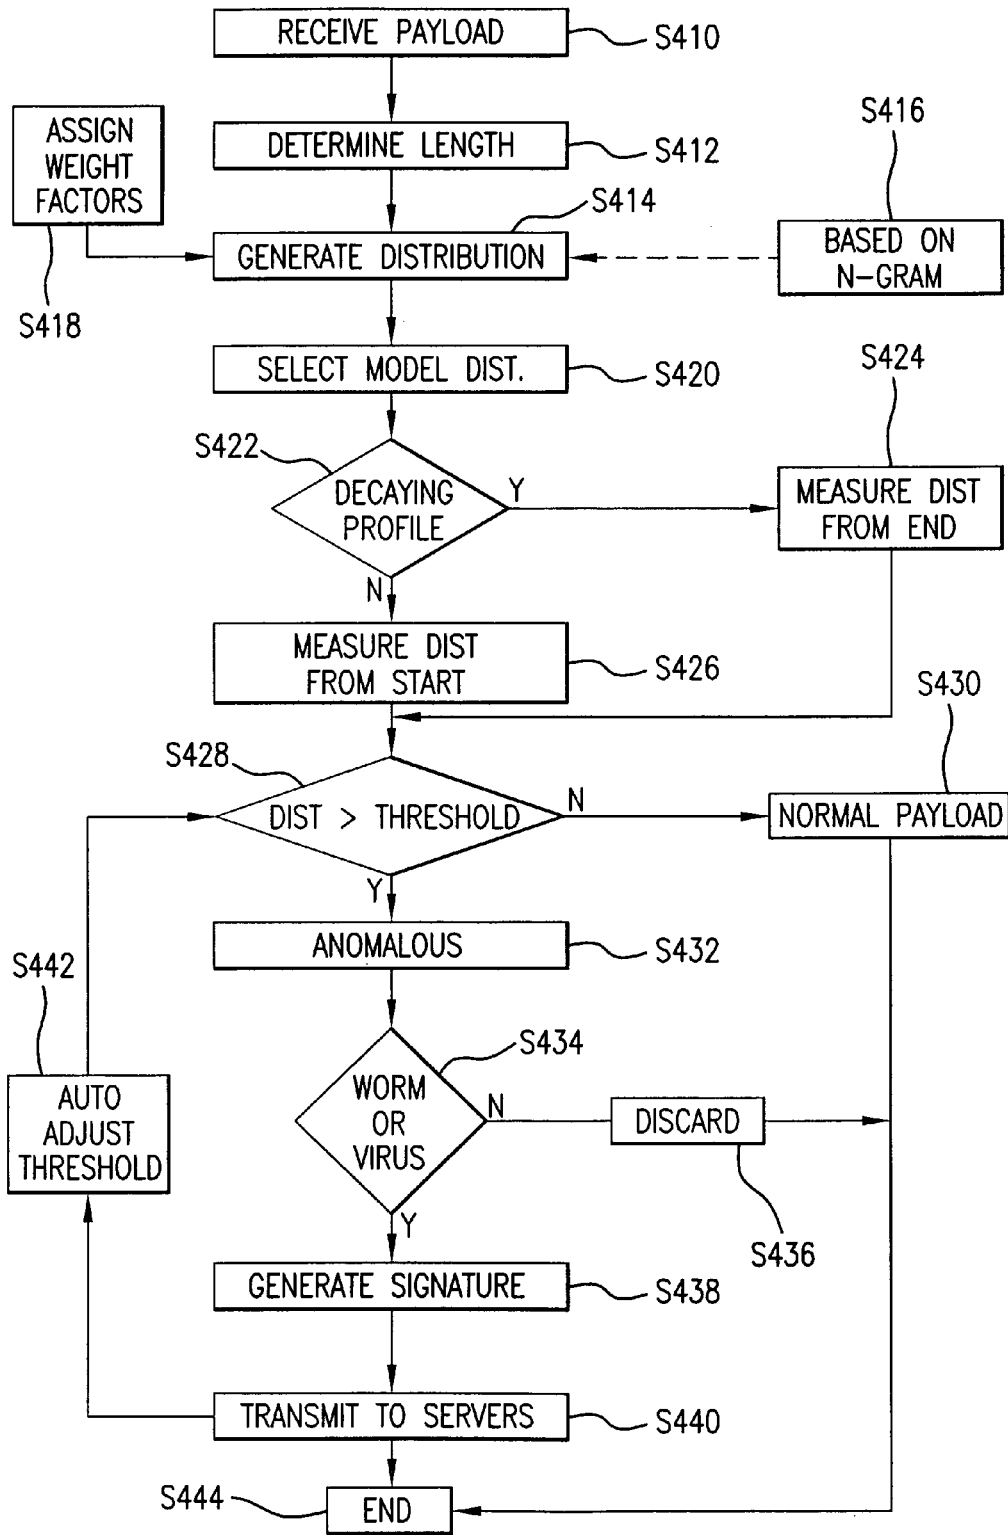 RECEIVE PAYLOAD
S410
ASSIGN
WEIGHT
FACTORS
S418
DETERMINE LENGTH
S412
S416
S414
GENERATE DISTRIBUTION
BASED ON
N-GRAM
SELECT MODEL DIST.
S420
S424
S422
DECAYING
PROFILE
Y
N
MEASURE DIST
FROM END
MEASURE DIST
FROM START
S426
S430
S428
DIST > THRESHOLD
N
Y
NORMAL PAYLOAD
ANOMALOUS
S432
S442
AUTO
ADJUST
THRESHOLD
S434
WORM
OR
VIRUS
N
Y
DISCARD
S436
GENERATE SIGNATURE
S438
TRANSMIT TO SERVERS
S440
S444
END